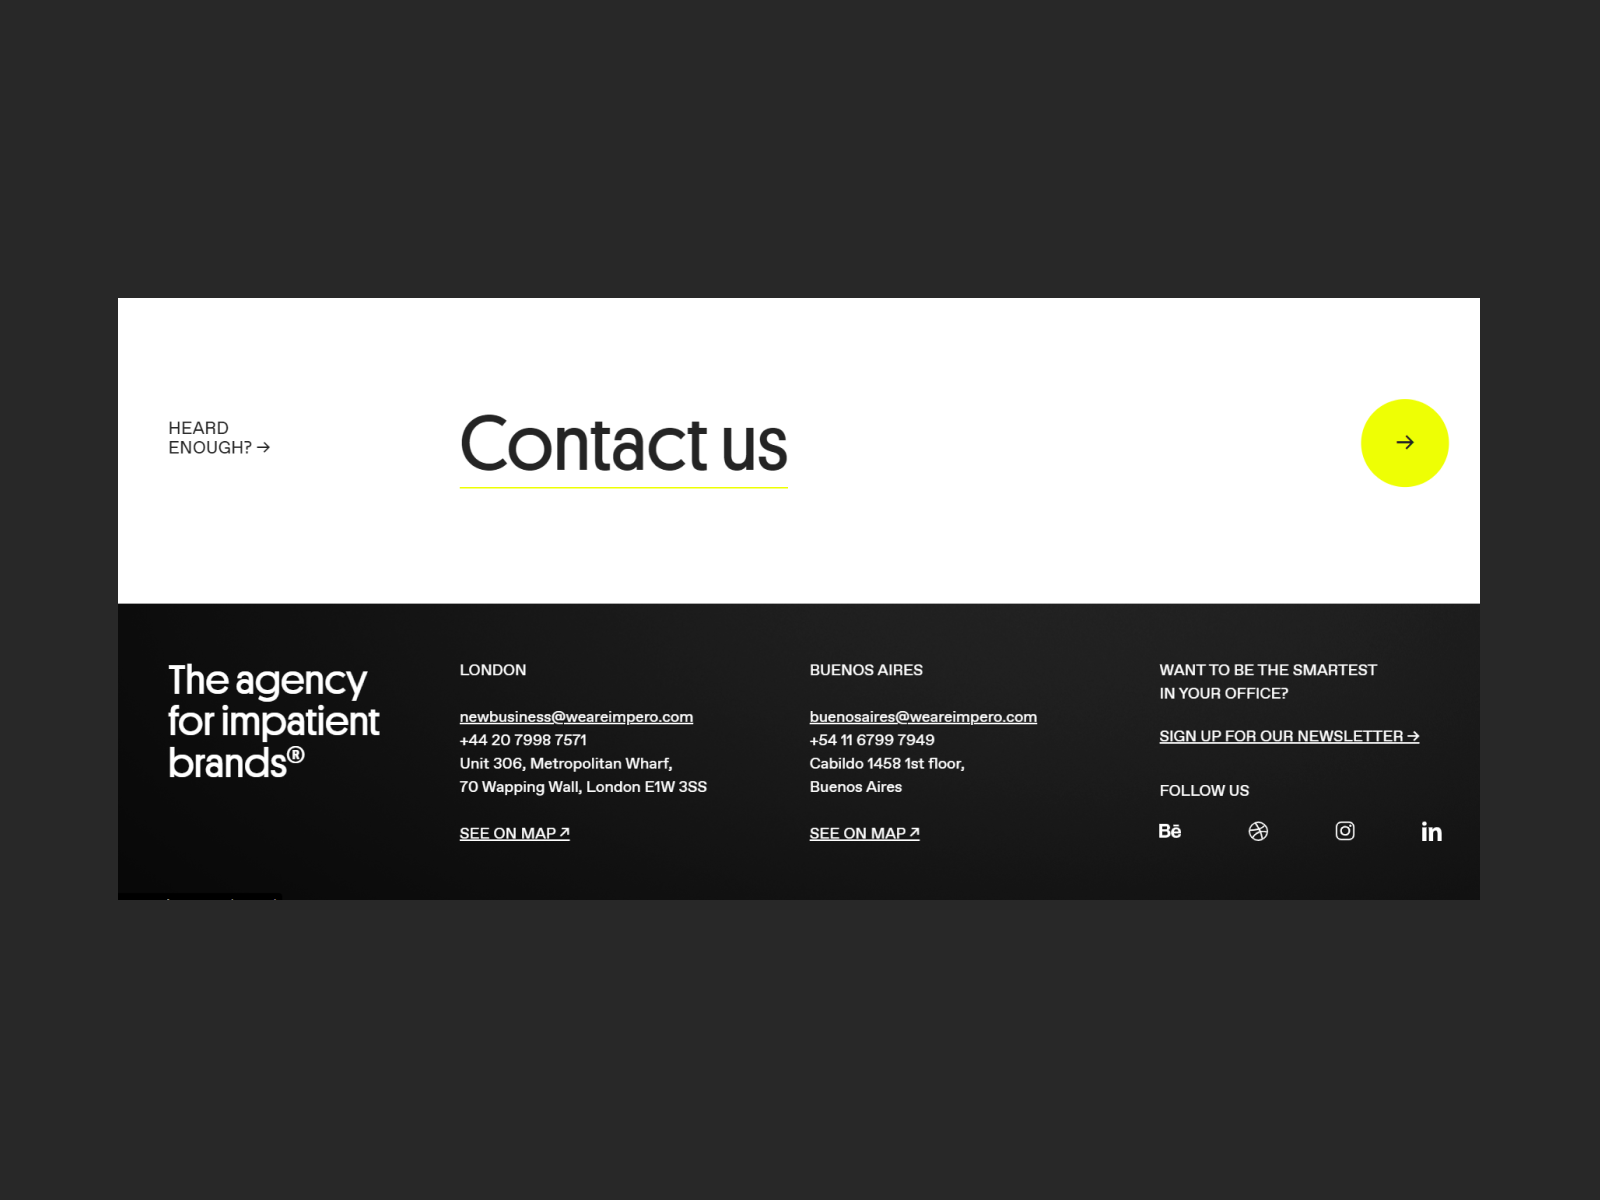 HEARD
ENOUGH? →
Contact us
→
The agency
for impatient
brands®
LONDON
newbusiness@weareimpero.com
+44 20 7998 7571
Unit 306, Metropolitan Wharf,
70 Wapping Wall, London E1W 3SS
SEE ON MAP ↗
BUENOS AIRES
buenosaires@weareimpero.com
+54 11 6799 7949
Cabildo 1458 1st floor,
Buenos Aires
SEE ON MAP ↗
WANT TO BE THE SMARTEST
IN YOUR OFFICE?
SIGN UP FOR OUR NEWSLETTER →
FOLLOW US
Bē
in